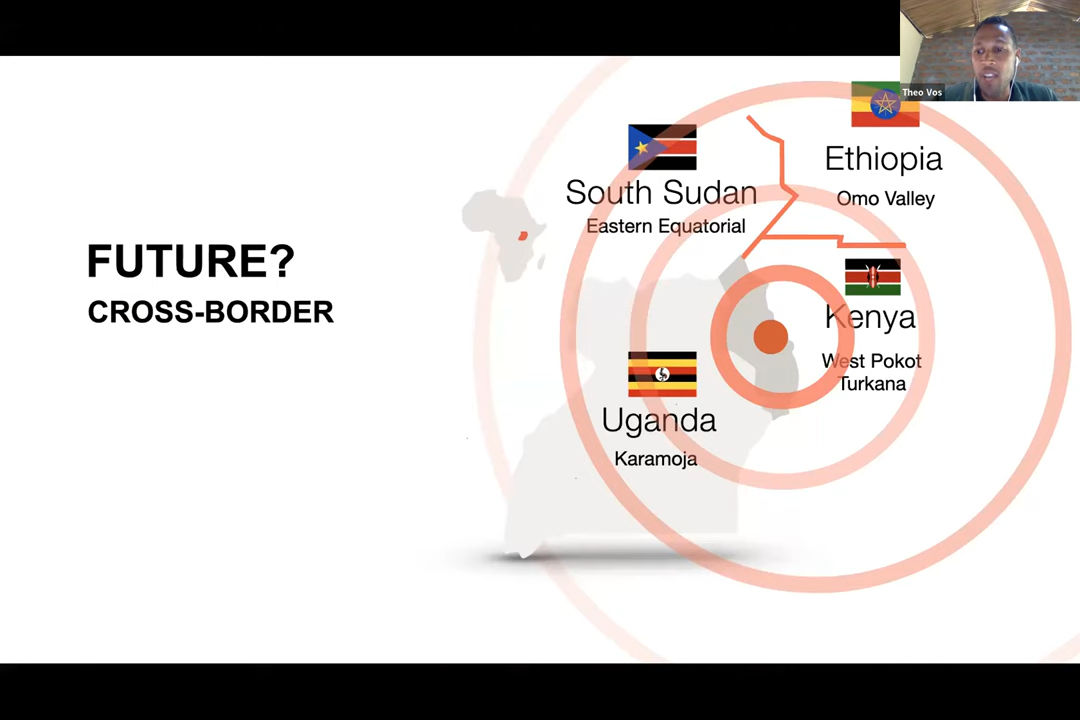 Theo Vos
FUTURE?
CROSS-BORDER
South Sudan
Eastern Equatorial
Ethiopia
Omo Valley
Kenya
West Pokot
Turkana
Uganda
Karamoja